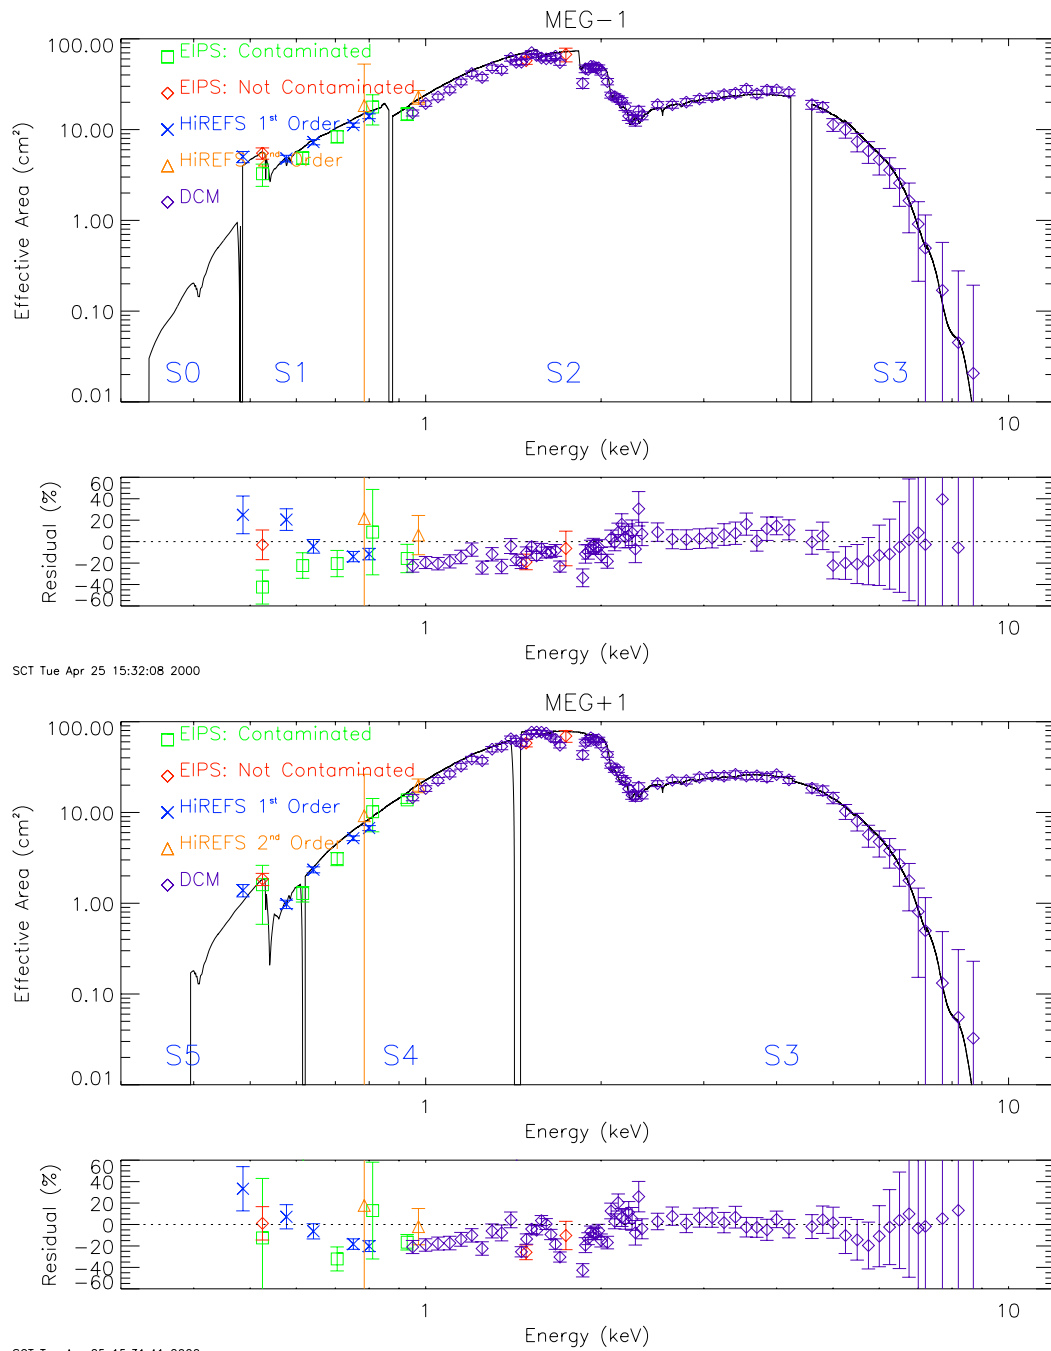 MEG−1
100.00
10.00
1.00
0.10
0.01
Effective Area (cm²)
EIPS: Contaminated
EIPS: Not Contaminated
HiREFS 1st Order
HiREFS 2nd Order
DCM
S0
S1
S2
S3
1
10
Energy (keV)
60
40
20
0
−20
−40
−60
Residual (%)
1
10
Energy (keV)
SCT Tue Apr 25 15:32:08 2000
MEG+1
100.00
10.00
1.00
0.10
0.01
Effective Area (cm²)
EIPS: Contaminated
EIPS: Not Contaminated
HiREFS 1st Order
HiREFS 2nd Order
DCM
S5
S4
S3
1
10
Energy (keV)
60
40
20
0
−20
−40
−60
Residual (%)
1
10
Energy (keV)